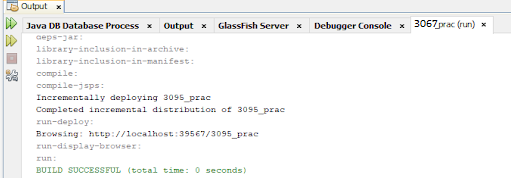 Output
Java DB Database Process Output GlassFish Server Debugger Console 3067_prac (run)
deps-jar:
library-inclusion-in-archive:
library-inclusion-in-manifest:
compile:
compile-jsps:
Incrementally deploying 3095_prac
Completed incremental distribution of 3095_prac
run-deploy:
Browsing: http://localhost:39567/3095_prac
run-display-browser:
run:
BUILD SUCCESSFUL (total time: 0 seconds)